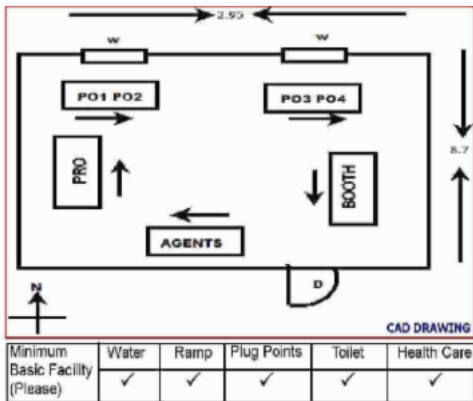 2.95
W W
PO1 PO2 PO3 PO4
8.7
PRO BOOTH
AGENTS
D
N
CAD DRAWING
Minimum Basic Facility (Please) Water Ramp Plug Points Toilet Health Care
✓ ✓ ✓ ✓ ✓